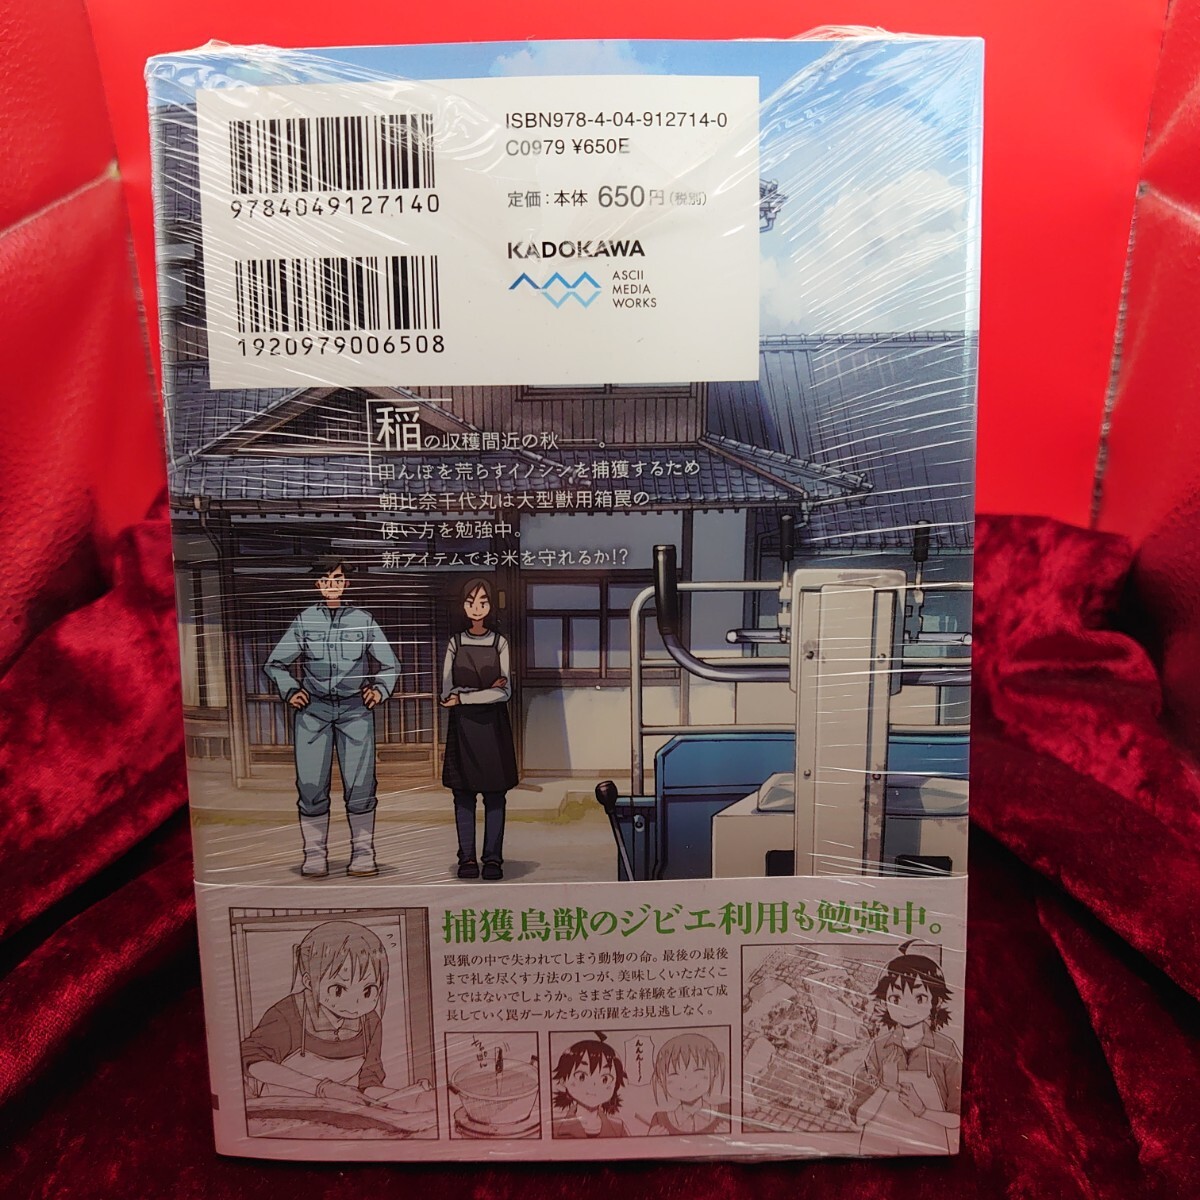 ISBN978-4-04-912714-0
C0979 ¥650E
9784049127140
定価：本体 650円（税別）
KADOKAWA
ASCII
MEDIA
WORKS
1920979006508
稲の収穫間近の秋――。
田んぼを荒らすイノシシを捕獲するため
朝比奈千代丸は大型獣用箱罠の
使い方を勉強中。
新アイテムでお米を守れるか!?
捕獲鳥獣のジビエ利用も勉強中。
罠猟の中で失われてしまう動物の命。最後の最後
まで礼を尽くす方法の1つが、美味しくいただくこ
とではないでしょうか。さまざまな経験を重ねて成
長していく罠ガールたちの活躍をお見逃しなく。
んんんー